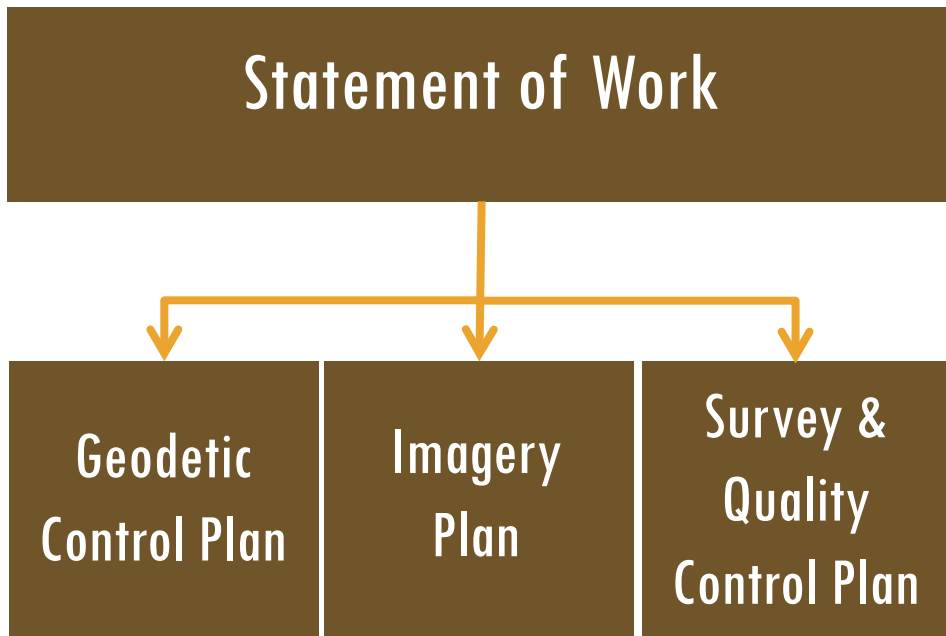 Statement of Work
Geodetic
Control Plan
Imagery
Plan
Survey &
Quality
Control Plan